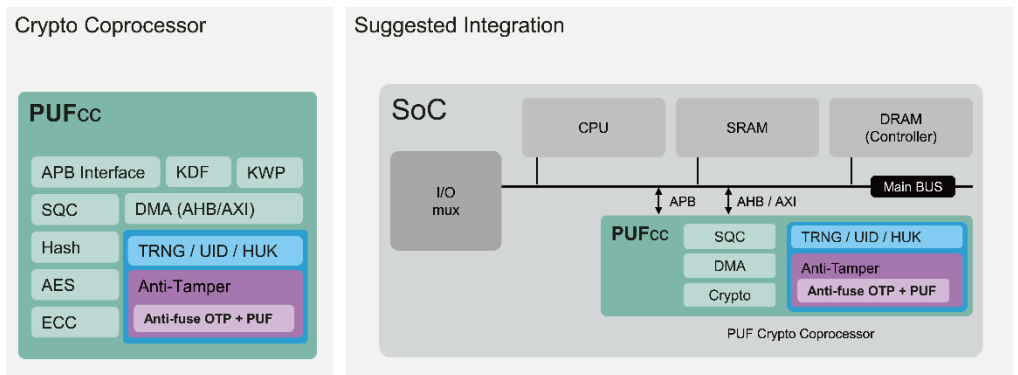 Crypto Coprocessor
PUFcc
APB Interface
KDF
KWP
SQC
DMA (AHB/AXI)
Hash
TRNG / UID / HUK
AES
Anti-Tamper
ECC
Anti-fuse OTP + PUF
Suggested Integration
SoC
CPU
SRAM
DRAM
(Controller)
I/O
mux
Main BUS
APB
AHB / AXI
PUFcc
SQC
TRNG / UID / HUK
DMA
Anti-Tamper
Crypto
Anti-fuse OTP + PUF
PUF Crypto Coprocessor